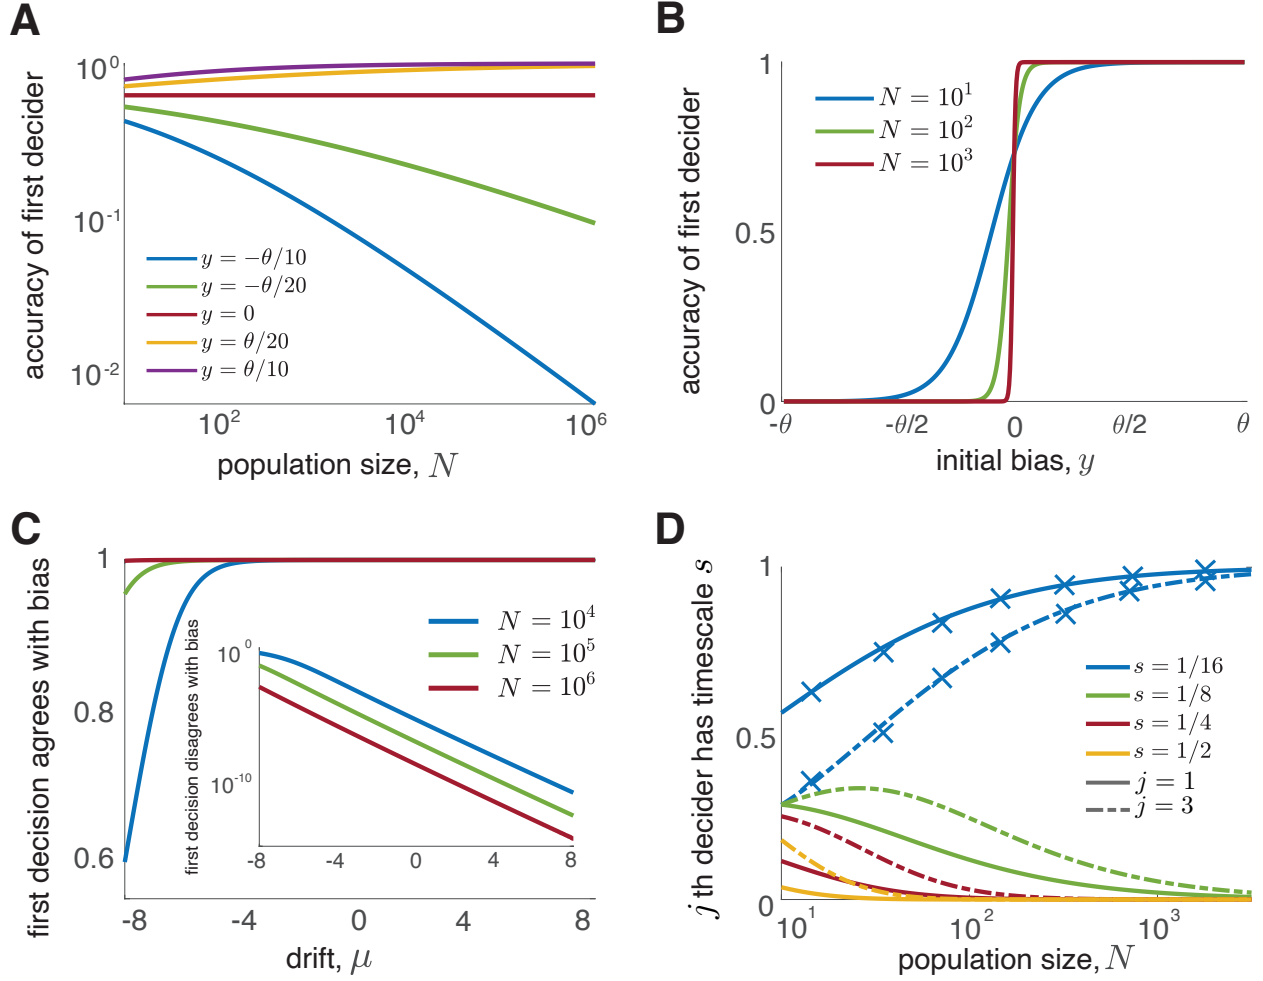 A
accuracy of first decider
10^0
10^-1
10^-2
y = −θ/10
y = −θ/20
y = 0
y = θ/20
y = θ/10
10^2
10^4
10^6
population size, N
B
accuracy of first decider
1
0.5
0
N = 10^1
N = 10^2
N = 10^3
-θ
-θ/2
0
θ/2
θ
initial bias, y
C
first decision agrees with bias
1
0.8
0.6
N = 10^4
N = 10^5
N = 10^6
first decision disagrees with bias
10^0
10^-10
-8
-4
0
4
8
-8
-4
0
4
8
drift, μ
D
j th decider has timescale s
1
0.5
0
s = 1/16
s = 1/8
s = 1/4
s = 1/2
j = 1
j = 3
10^1
10^2
10^3
population size, N